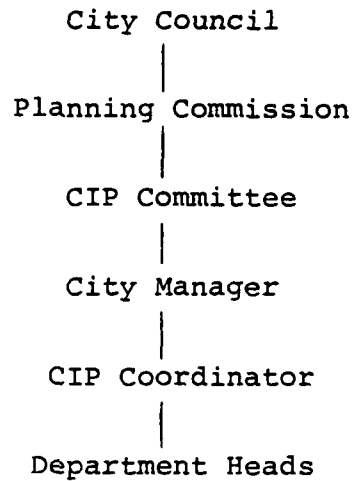 City Council
Planning Commission
CIP Committee
City Manager
CIP Coordinator
Department Heads